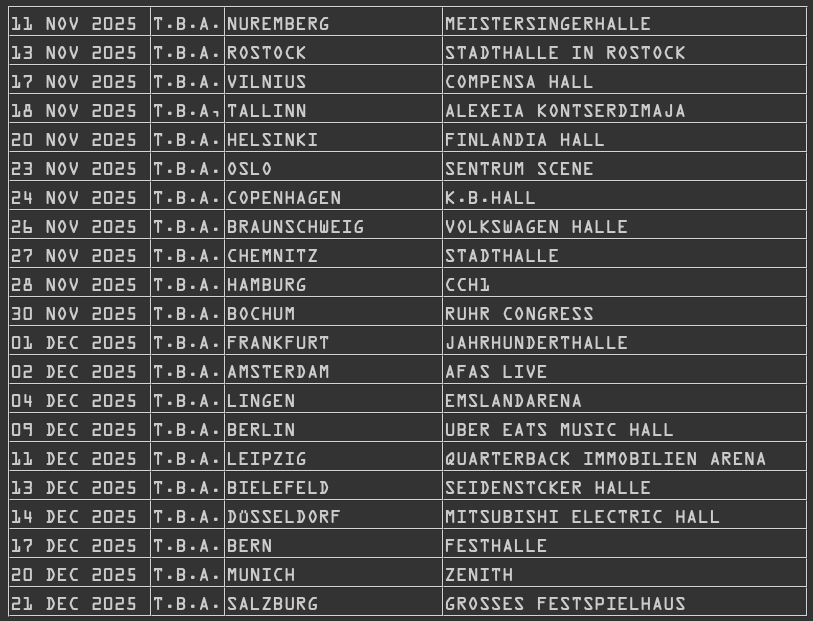 11 NOV 2025 T.B.A. NUREMBERG MEISTERSINGERHALLE
13 NOV 2025 T.B.A. ROSTOCK STADTHALLE IN ROSTOCK
17 NOV 2025 T.B.A. VILNIUS COMPENSA HALL
18 NOV 2025 T.B.A, TALLINN ALEXEIA KONTSERDIMAJA
20 NOV 2025 T.B.A. HELSINKI FINLANDIA HALL
23 NOV 2025 T.B.A. OSLO SENTRUM SCENE
24 NOV 2025 T.B.A. COPENHAGEN K.B.HALL
26 NOV 2025 T.B.A. BRAUNSCHWEIG VOLKSWAGEN HALLE
27 NOV 2025 T.B.A. CHEMNITZ STADTHALLE
28 NOV 2025 T.B.A. HAMBURG CCH1
30 NOV 2025 T.B.A. BOCHUM RUHR CONGRESS
01 DEC 2025 T.B.A. FRANKFURT JAHRHUNDERTHALLE
02 DEC 2025 T.B.A. AMSTERDAM AFAS LIVE
04 DEC 2025 T.B.A. LINGEN EMSLANDARENA
09 DEC 2025 T.B.A. BERLIN UBER EATS MUSIC HALL
11 DEC 2025 T.B.A. LEIPZIG QUARTERBACK IMMOBILIEN ARENA
13 DEC 2025 T.B.A. BIELEFELD SEIDENSTCKER HALLE
14 DEC 2025 T.B.A. DÜSSELDORF MITSUBISHI ELECTRIC HALL
17 DEC 2025 T.B.A. BERN FESTHALLE
20 DEC 2025 T.B.A. MUNICH ZENITH
21 DEC 2025 T.B.A. SALZBURG GROSSES FESTSPIELHAUS